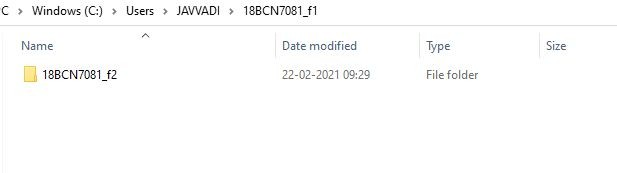 C > Windows (C:) > Users > JAVVADI > 18BCN7081_f1
Name Date modified Type Size
18BCN7081_f2 22-02-2021 09:29 File folder